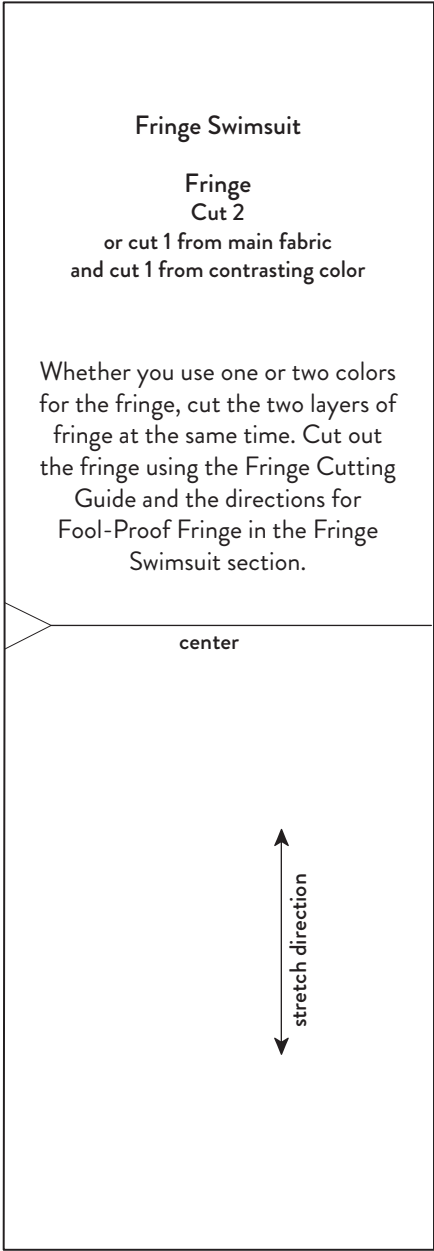 Fringe Swimsuit
Fringe
Cut 2
or cut 1 from main fabric
and cut 1 from contrasting color
Whether you use one or two colors
for the fringe, cut the two layers of
fringe at the same time. Cut out
the fringe using the Fringe Cutting
Guide and the directions for
Fool-Proof Fringe in the Fringe
Swimsuit section.
center
stretch direction